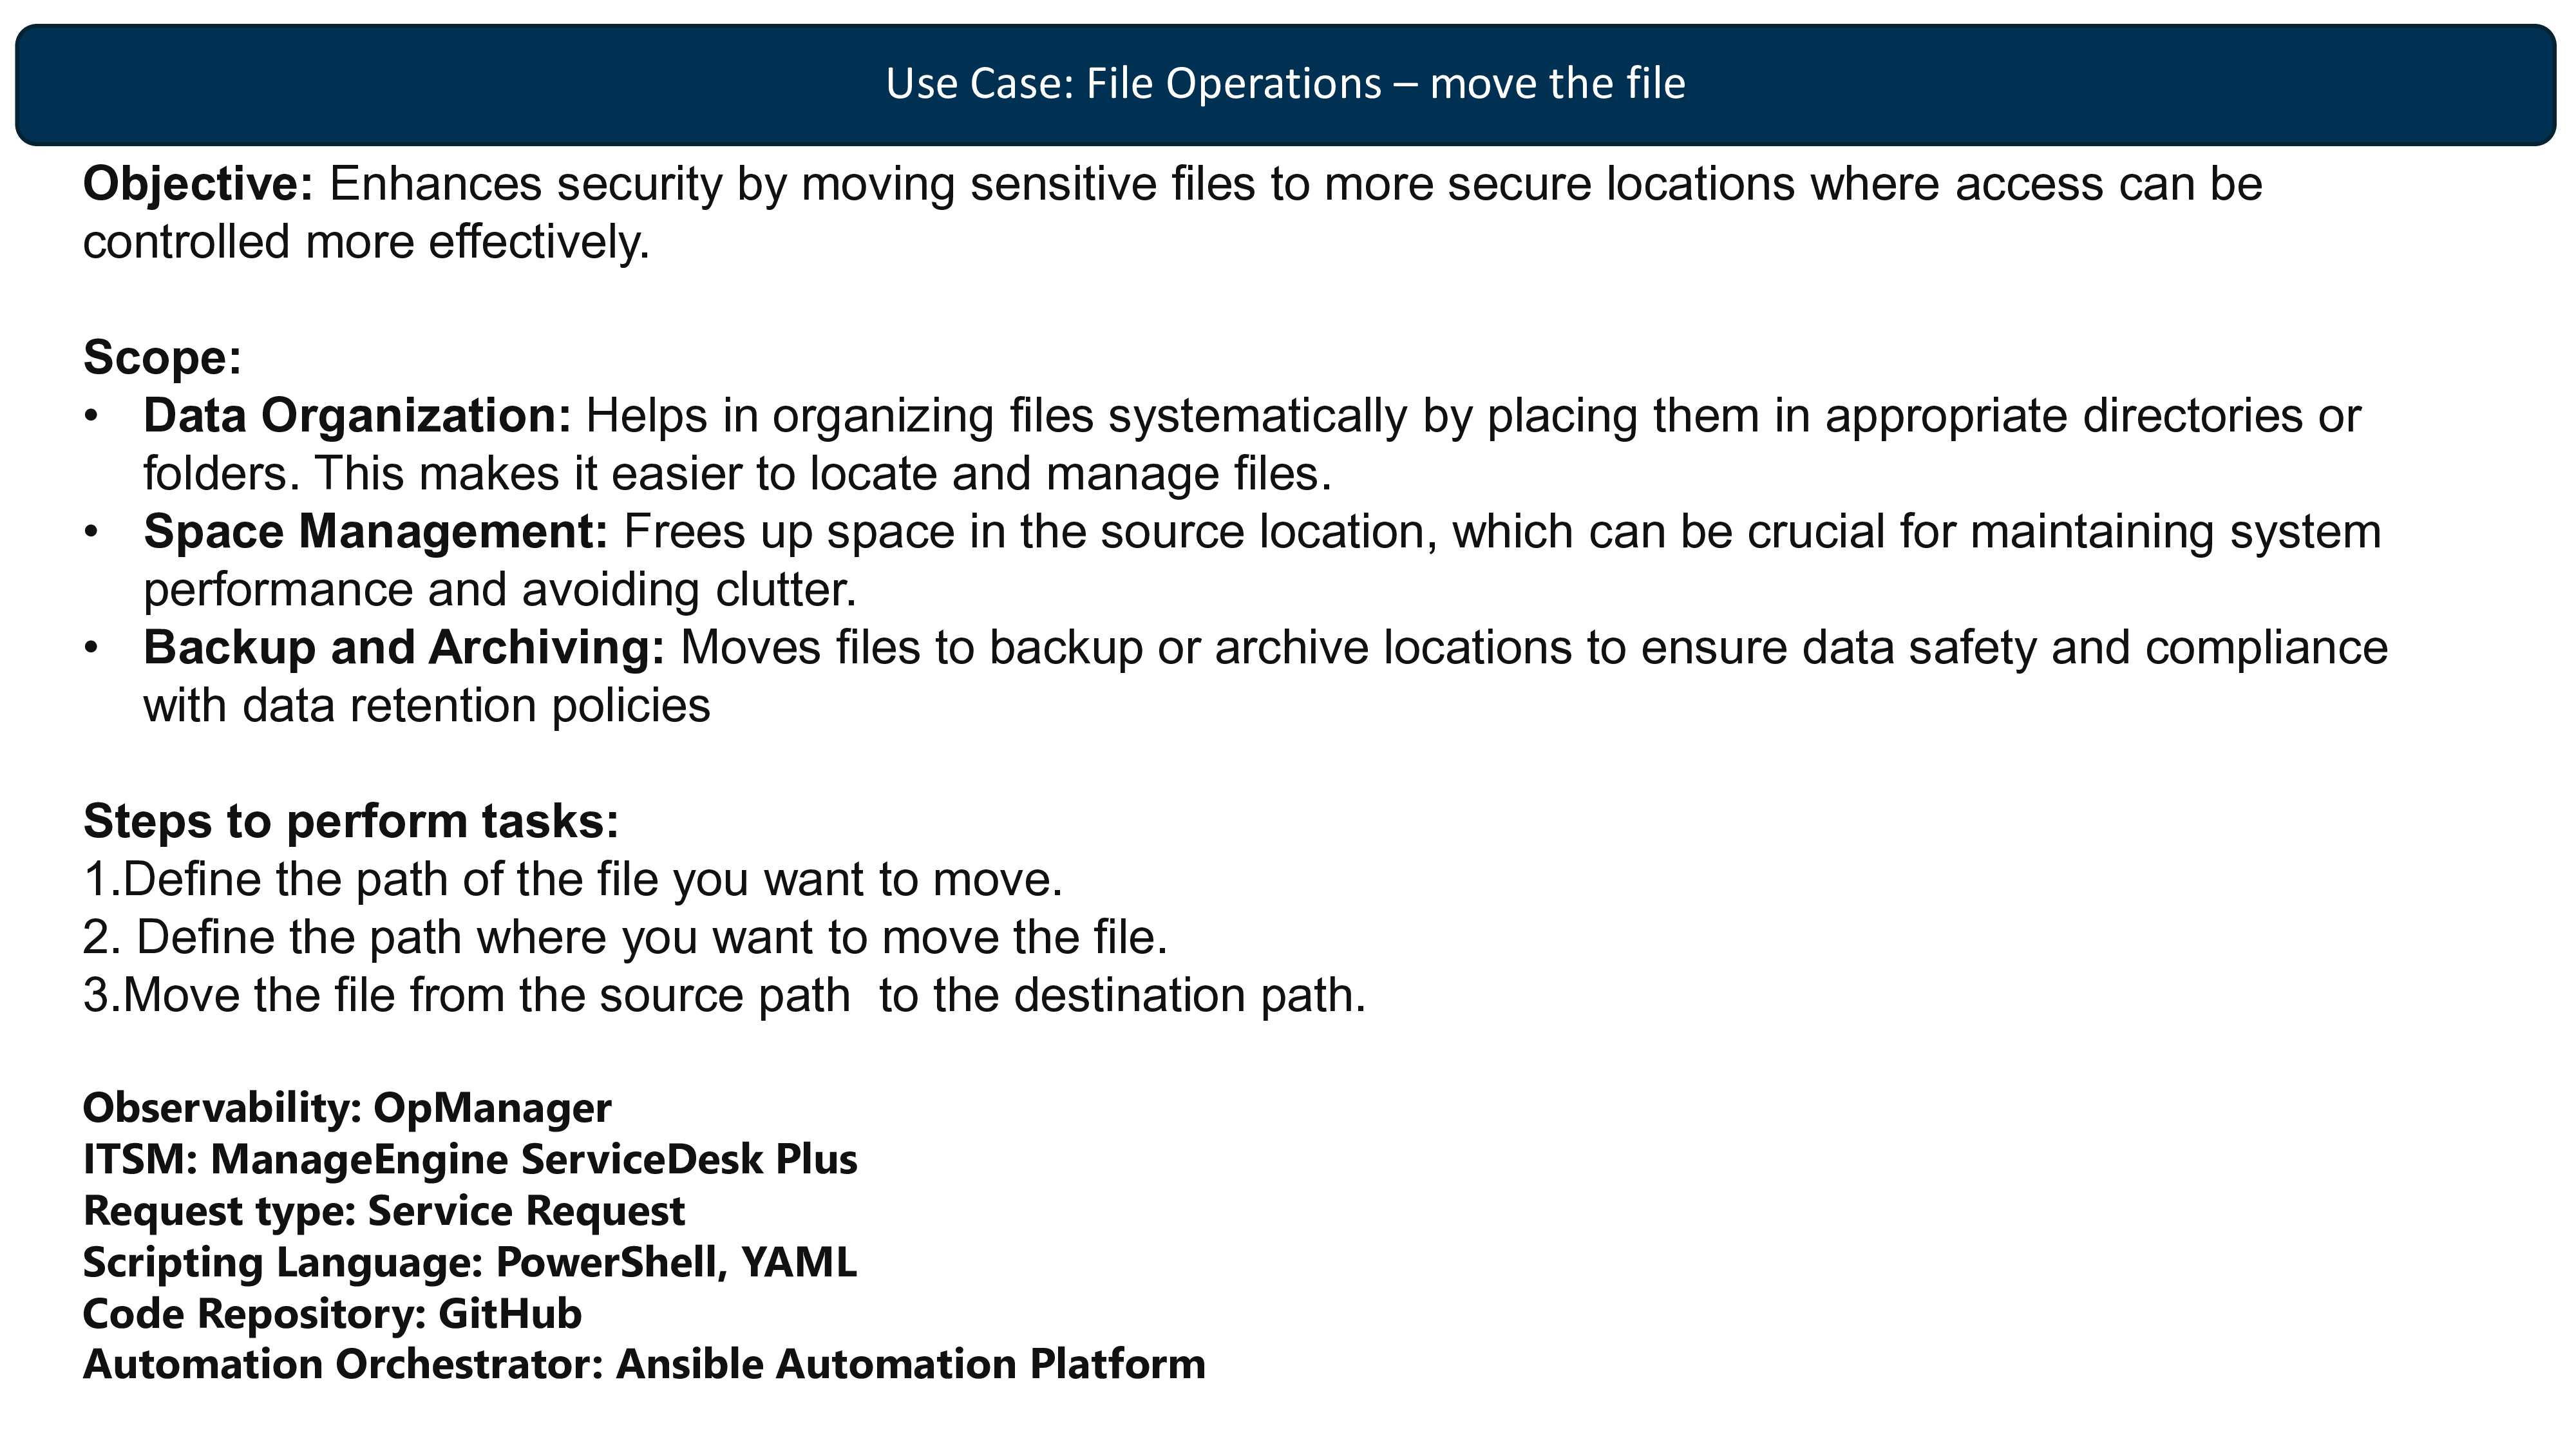 Use Case: File Operations – move the file
Objective: Enhances security by moving sensitive files to more secure locations where access can be
controlled more effectively.
Scope:
• Data Organization: Helps in organizing files systematically by placing them in appropriate directories or
folders. This makes it easier to locate and manage files.
• Space Management: Frees up space in the source location, which can be crucial for maintaining system
performance and avoiding clutter.
• Backup and Archiving: Moves files to backup or archive locations to ensure data safety and compliance
with data retention policies
Steps to perform tasks:
1.Define the path of the file you want to move.
2. Define the path where you want to move the file.
3.Move the file from the source path  to the destination path.
Observability: OpManager
ITSM: ManageEngine ServiceDesk Plus
Request type: Service Request
Scripting Language: PowerShell, YAML
Code Repository: GitHub
Automation Orchestrator: Ansible Automation Platform